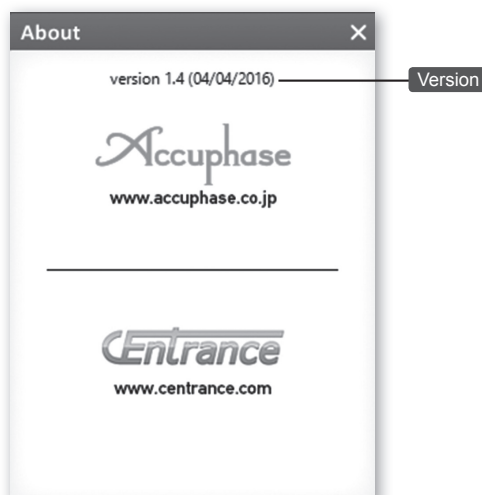 About
version 1.4 (04/04/2016)
Version
Accuphase
www.accuphase.co.jp
CEntrance
www.centrance.com